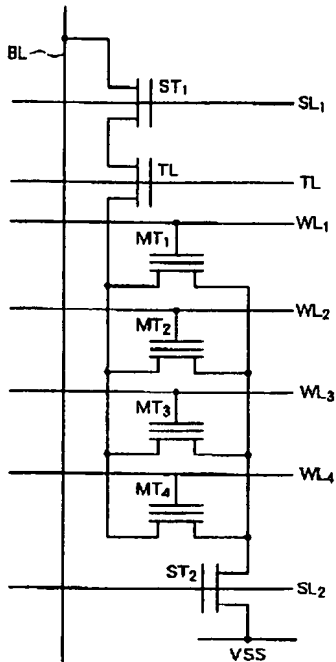 BL
ST₁
SL₁
TL
TL
WL₁
MT₁
WL₂
MT₂
WL₃
MT₃
WL₄
MT₄
ST₂
SL₂
VSS